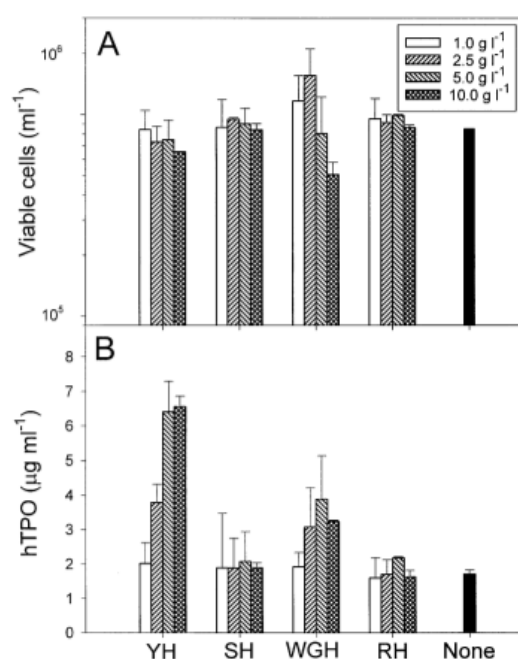 A
10⁶
10⁵
Viable cells (ml⁻¹)
1.0 g l⁻¹
2.5 g l⁻¹
5.0 g l⁻¹
10.0 g l⁻¹
B
8
7
6
5
4
3
2
1
0
hTPO (μg ml⁻¹)
YH SH WGH RH None